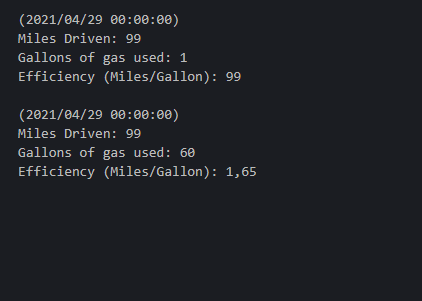 (2021/04/29 00:00:00)
Miles Driven: 99
Gallons of gas used: 1
Efficiency (Miles/Gallon): 99
(2021/04/29 00:00:00)
Miles Driven: 99
Gallons of gas used: 60
Efficiency (Miles/Gallon): 1,65